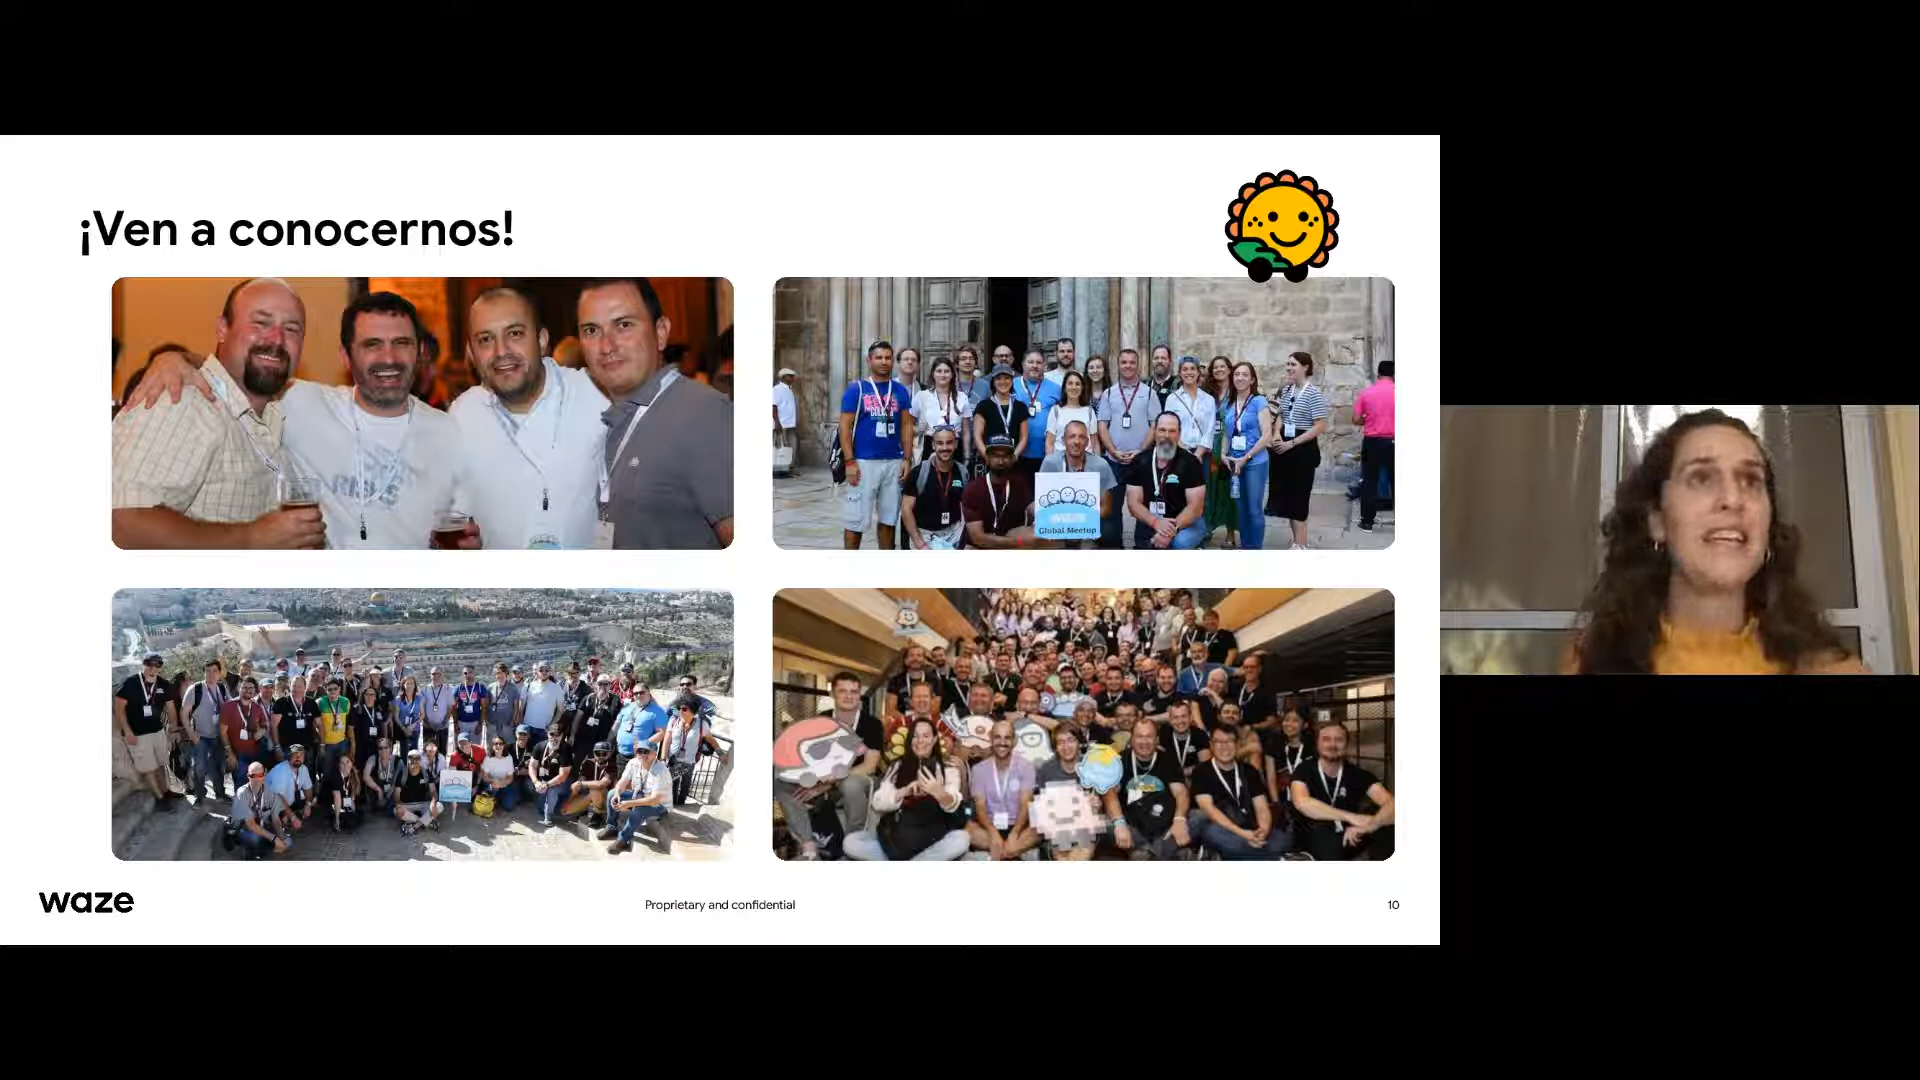 ¡Ven a conocernos!
Global Meetup
waze
Proprietary and confidential
10